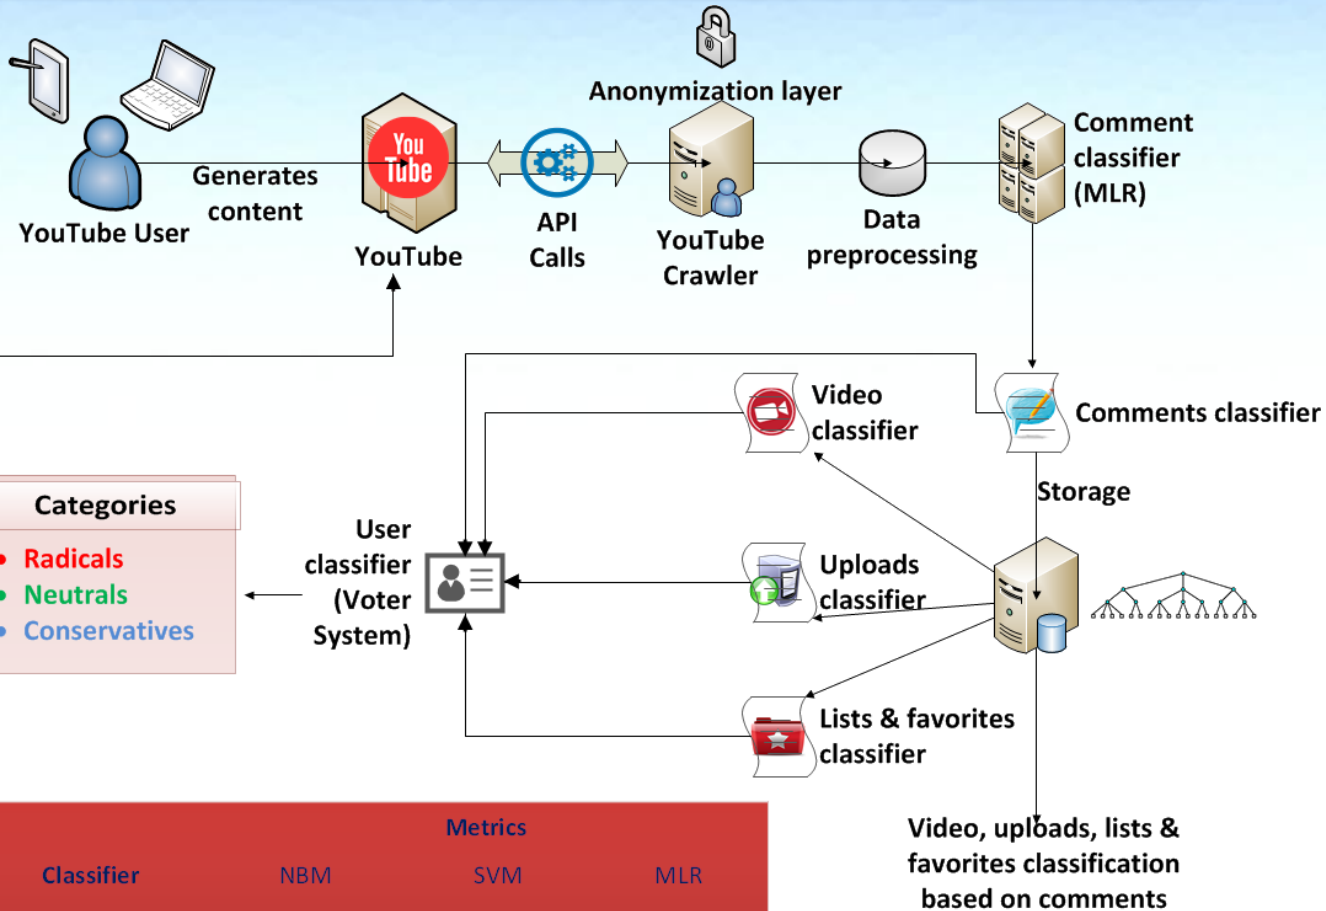 Anonymization layer
You
Tube
Generates
content
YouTube User
YouTube
API
Calls
YouTube
Crawler
Data
preprocessing
Comment
classifier
(MLR)
Video
classifier
Comments classifier
Storage
Categories
• Radicals
• Neutrals
• Conservatives
User
classifier
(Voter
System)
Uploads
classifier
Lists & favorites
classifier
Video, uploads, lists &
favorites classification
based on comments
Metrics
Classifier NBM SVM MLR